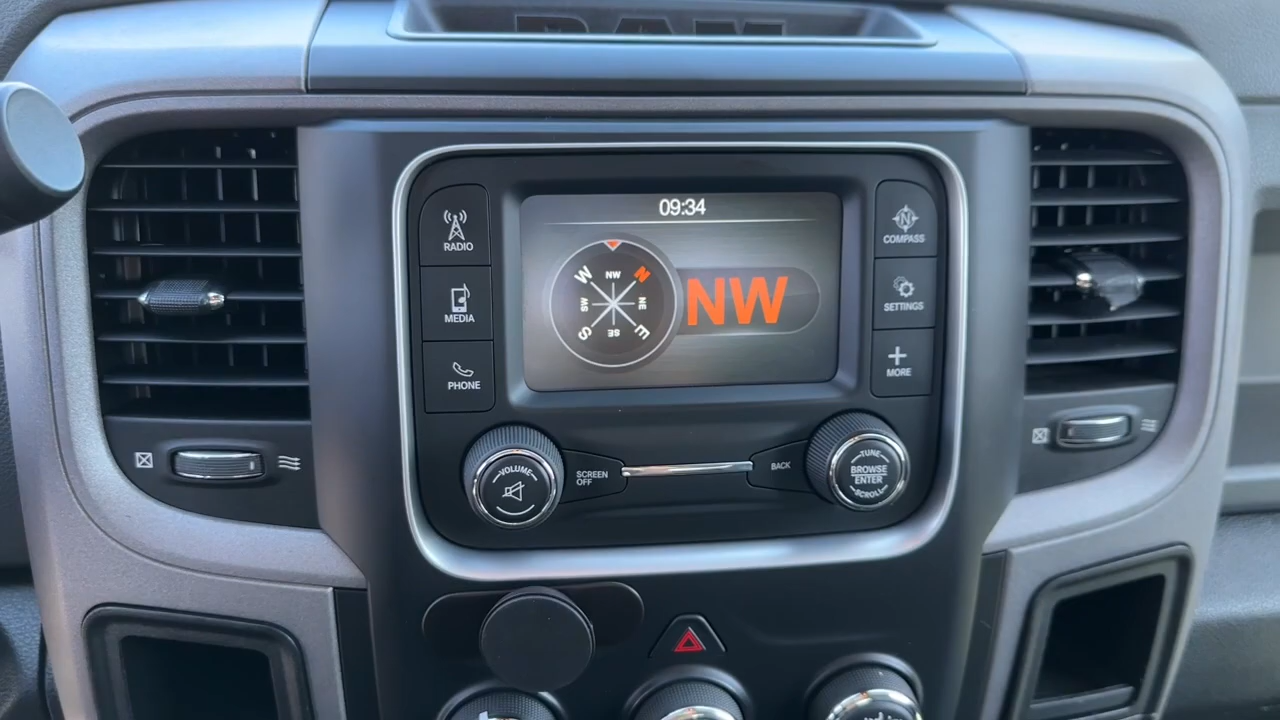 RAM
09:34
RADIO
MEDIA
PHONE
NW
W
N
SW
NE
S
SE
E
NW
N
COMPASS
SETTINGS
MORE
VOLUME
SCREEN
OFF
BACK
TUNE
BROWSE
ENTER
SCROLL